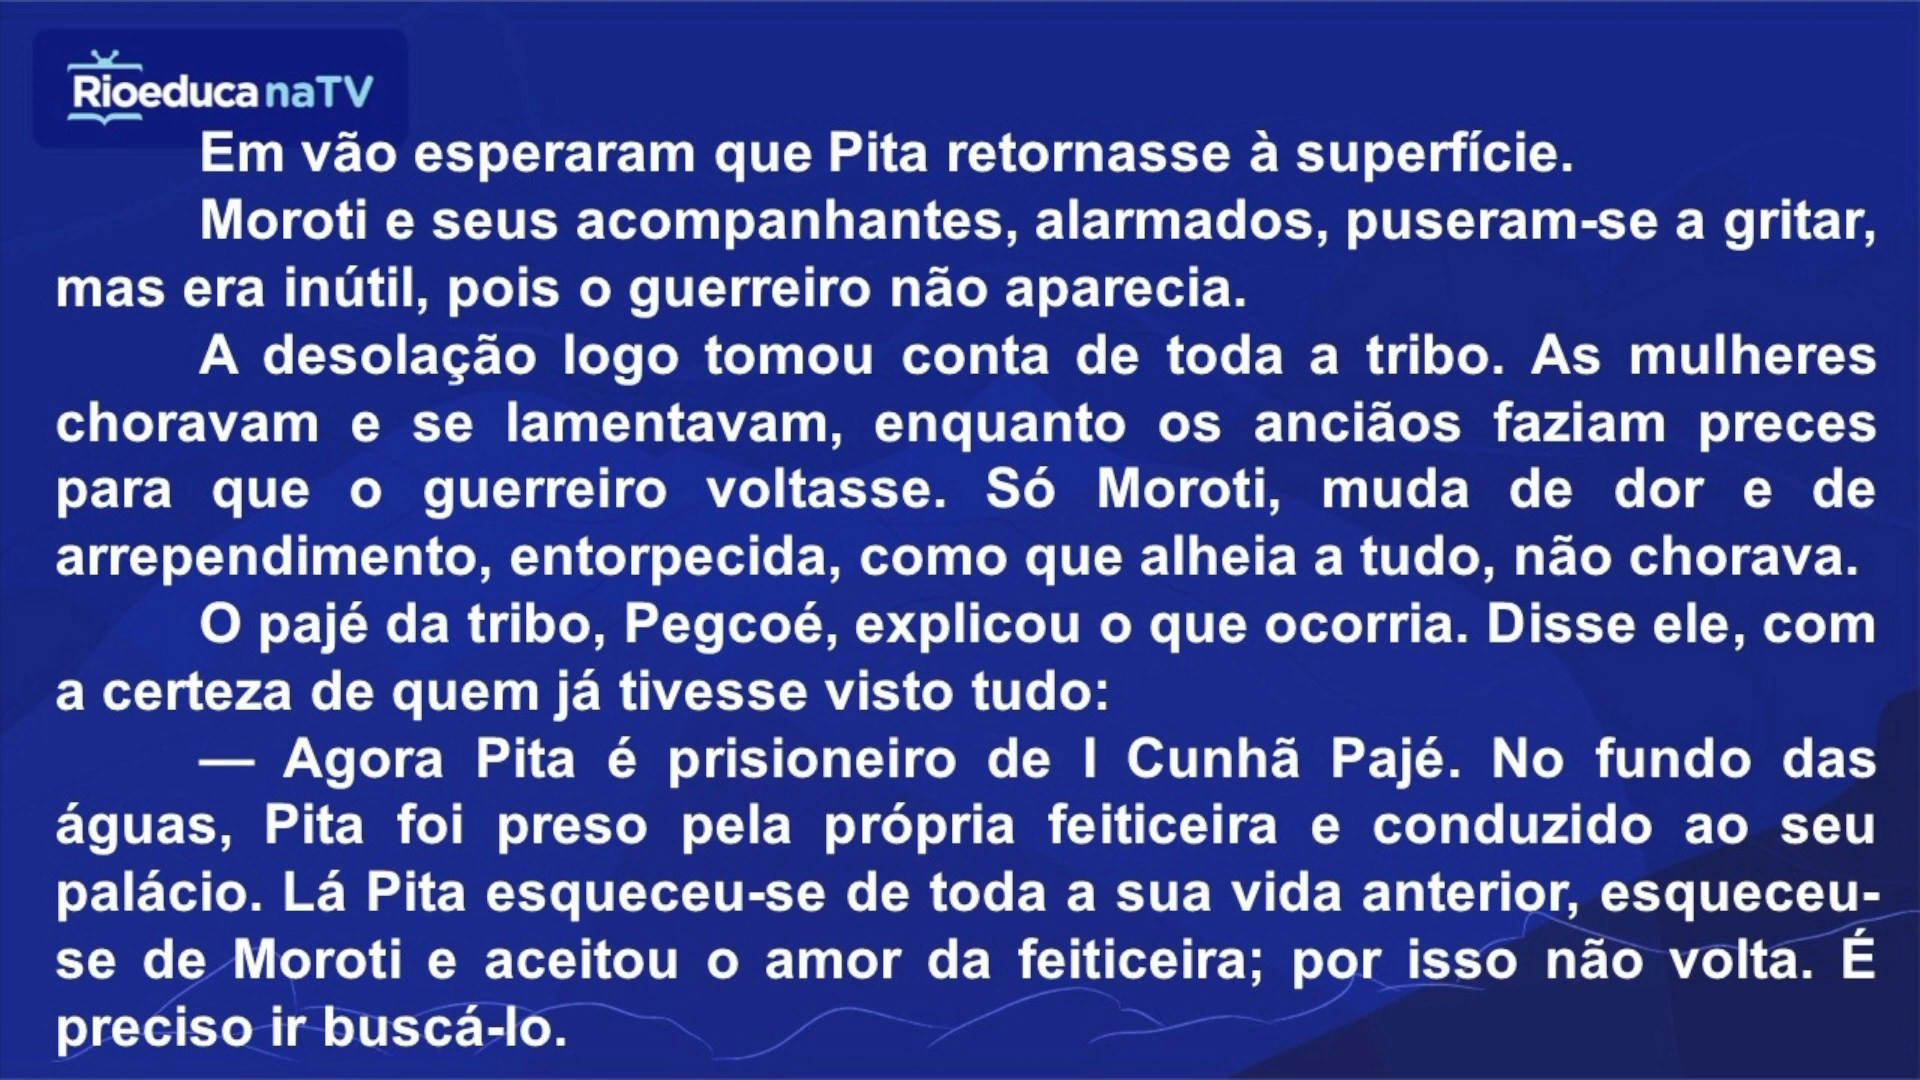 Rioeduca naTV
Em vão esperaram que Pita retornasse à superfície.
Moroti e seus acompanhantes, alarmados, puseram-se a gritar,
mas era inútil, pois o guerreiro não aparecia.
A desolação logo tomou conta de toda a tribo. As mulheres
choravam e se lamentavam, enquanto os anciãos faziam preces
para que o guerreiro voltasse. Só Moroti, muda de dor e de
arrependimento, entorpecida, como que alheia a tudo, não chorava.
O pajé da tribo, Pegcoé, explicou o que ocorria. Disse ele, com
a certeza de quem já tivesse visto tudo:
— Agora Pita é prisioneiro de I Cunhã Pajé. No fundo das
águas, Pita foi preso pela própria feiticeira e conduzido ao seu
palácio. Lá Pita esqueceu-se de toda a sua vida anterior, esqueceu-
se de Moroti e aceitou o amor da feiticeira; por isso não volta. É
preciso ir buscá-lo.